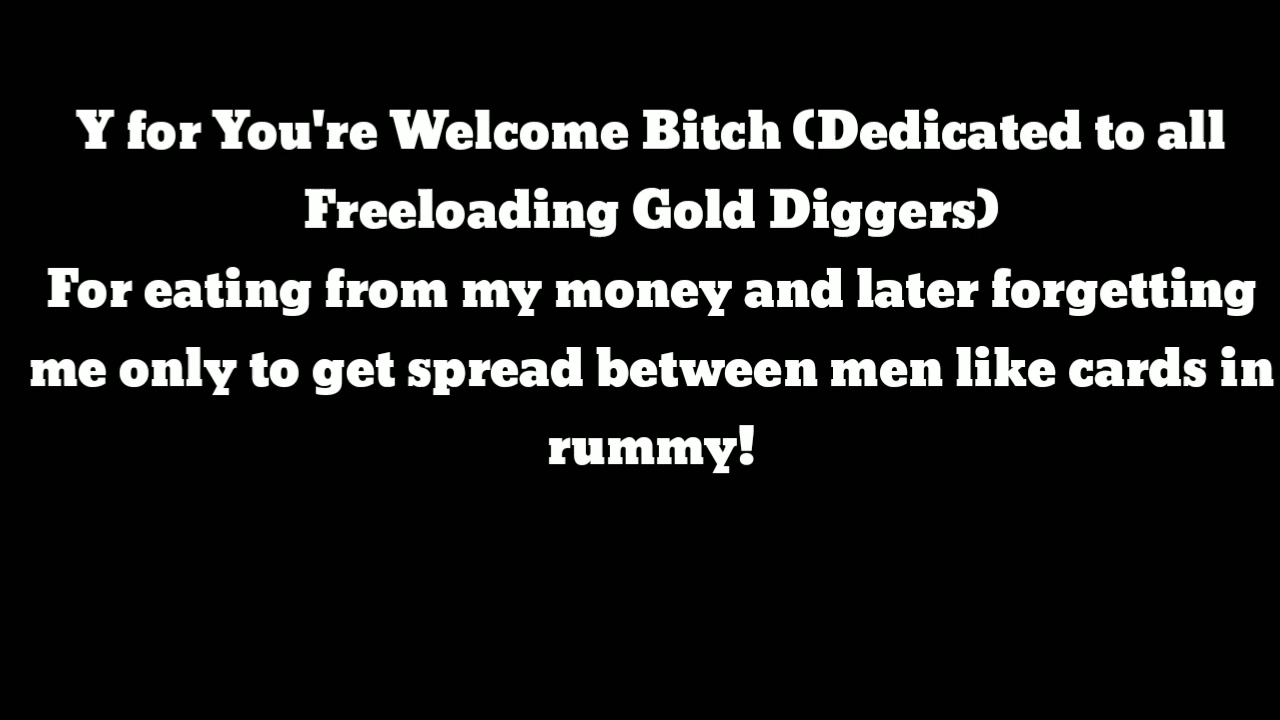 Y for You're Welcome Bitch (Dedicated to all
Freeloading Gold Diggers)
For eating from my money and later forgetting
me only to get spread between men like cards in
rummy!